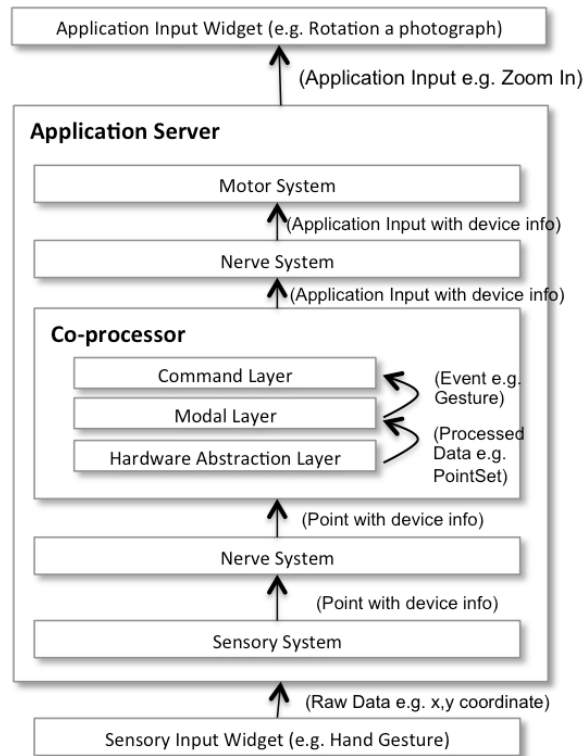 Application Input Widget (e.g. Rotation a photograph)
(Application Input e.g. Zoom In)
Application Server
Motor System
(Application Input with device info)
Nerve System
(Application Input with device info)
Co-processor
Command Layer
(Event e.g.
Gesture)
Modal Layer
(Processed
Data e.g.
PointSet)
Hardware Abstraction Layer
(Point with device info)
Nerve System
(Point with device info)
Sensory System
(Raw Data e.g. x,y coordinate)
Sensory Input Widget (e.g. Hand Gesture)